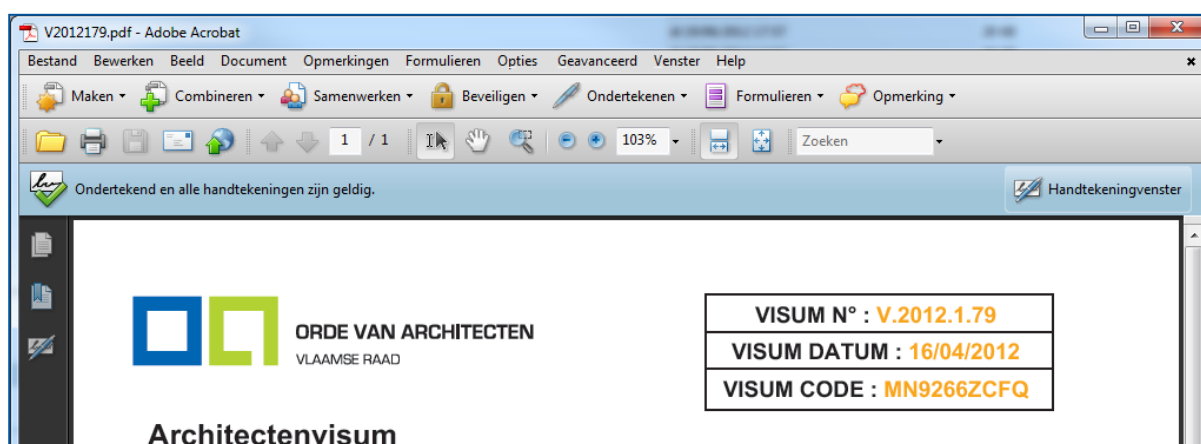 V2012179.pdf - Adobe Acrobat
Bestand Bewerken Beeld Document Opmerkingen Formulieren Opties Geavanceerd Venster Help
Maken Combineren Samenwerken Beveiligen Ondertekenen Formulieren Opmerking
1 / 1 103% Zoeken
Ondertekend en alle handtekeningen zijn geldig. Handtekeningvenster
ORDE VAN ARCHITECTEN
VLAAMSE RAAD
VISUM N° : V.2012.1.79
VISUM DATUM : 16/04/2012
VISUM CODE : MN9266ZCFQ
Architectenvisum